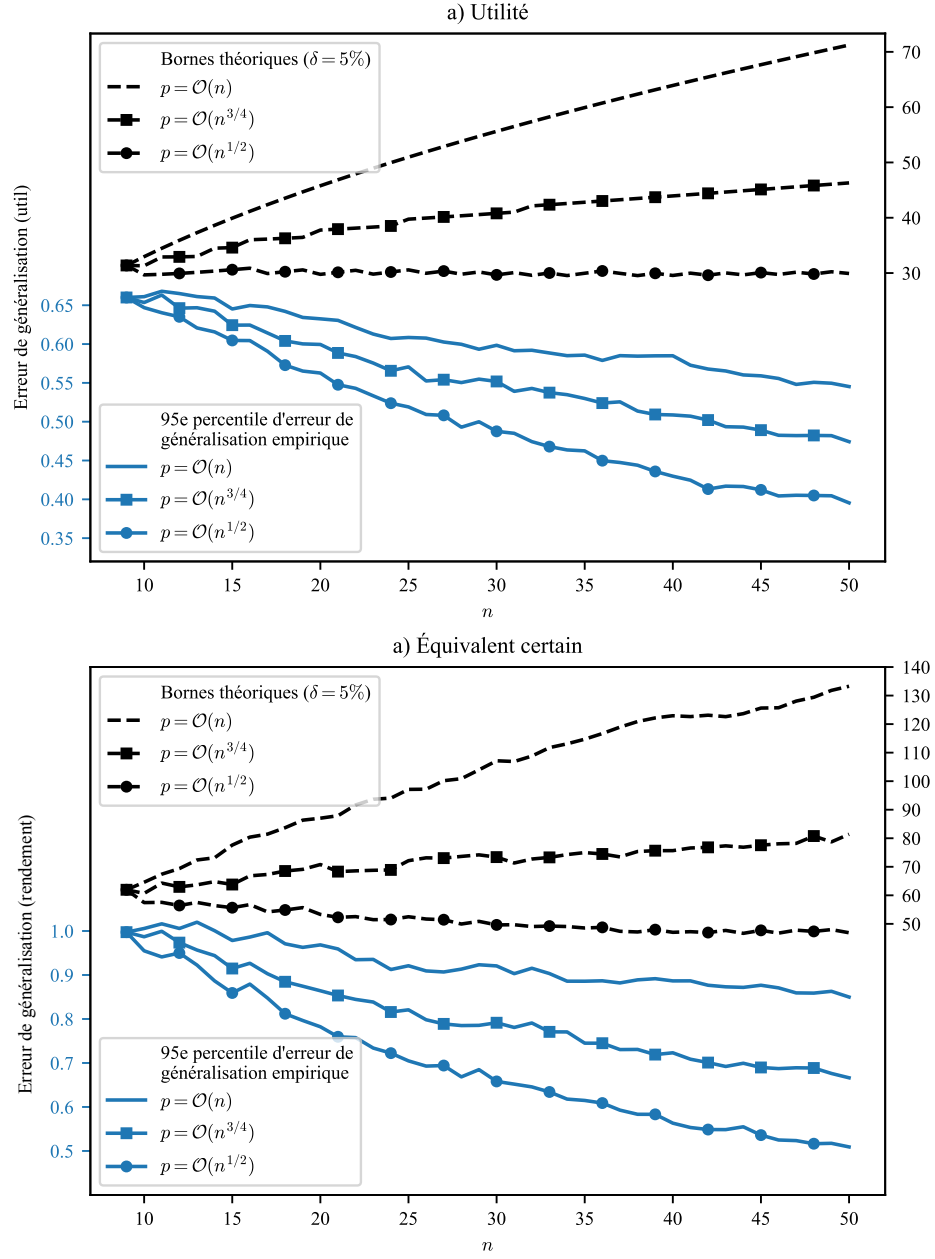 a) Utilité
Bornes théoriques (δ = 5%)
p = O(n)
p = O(n^{3/4})
p = O(n^{1/2})
70
60
50
40
30
Erreur de généralisation (util)
0.65
0.60
0.55
0.50
0.45
0.40
0.35
95e percentile d'erreur de
généralisation empirique
p = O(n)
p = O(n^{3/4})
p = O(n^{1/2})
10 15 20 25 30 35 40 45 50
n
a) Équivalent certain
Bornes théoriques (δ = 5%)
p = O(n)
p = O(n^{3/4})
p = O(n^{1/2})
140
130
120
110
100
90
80
70
60
50
Erreur de généralisation (rendement)
1.0
0.9
0.8
0.7
0.6
0.5
95e percentile d'erreur de
généralisation empirique
p = O(n)
p = O(n^{3/4})
p = O(n^{1/2})
10 15 20 25 30 35 40 45 50
n